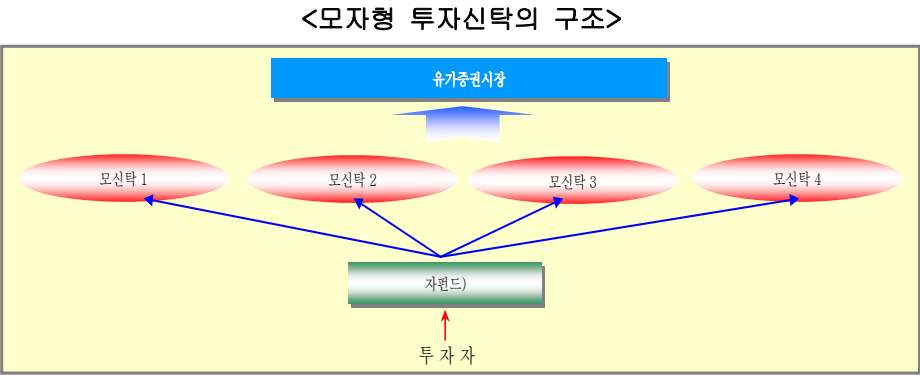 <모자형 투자신탁의 구조>
유가증권시장
모신탁 1
모신탁 2
모신탁 3
모신탁 4
자펀드)
투 자 자